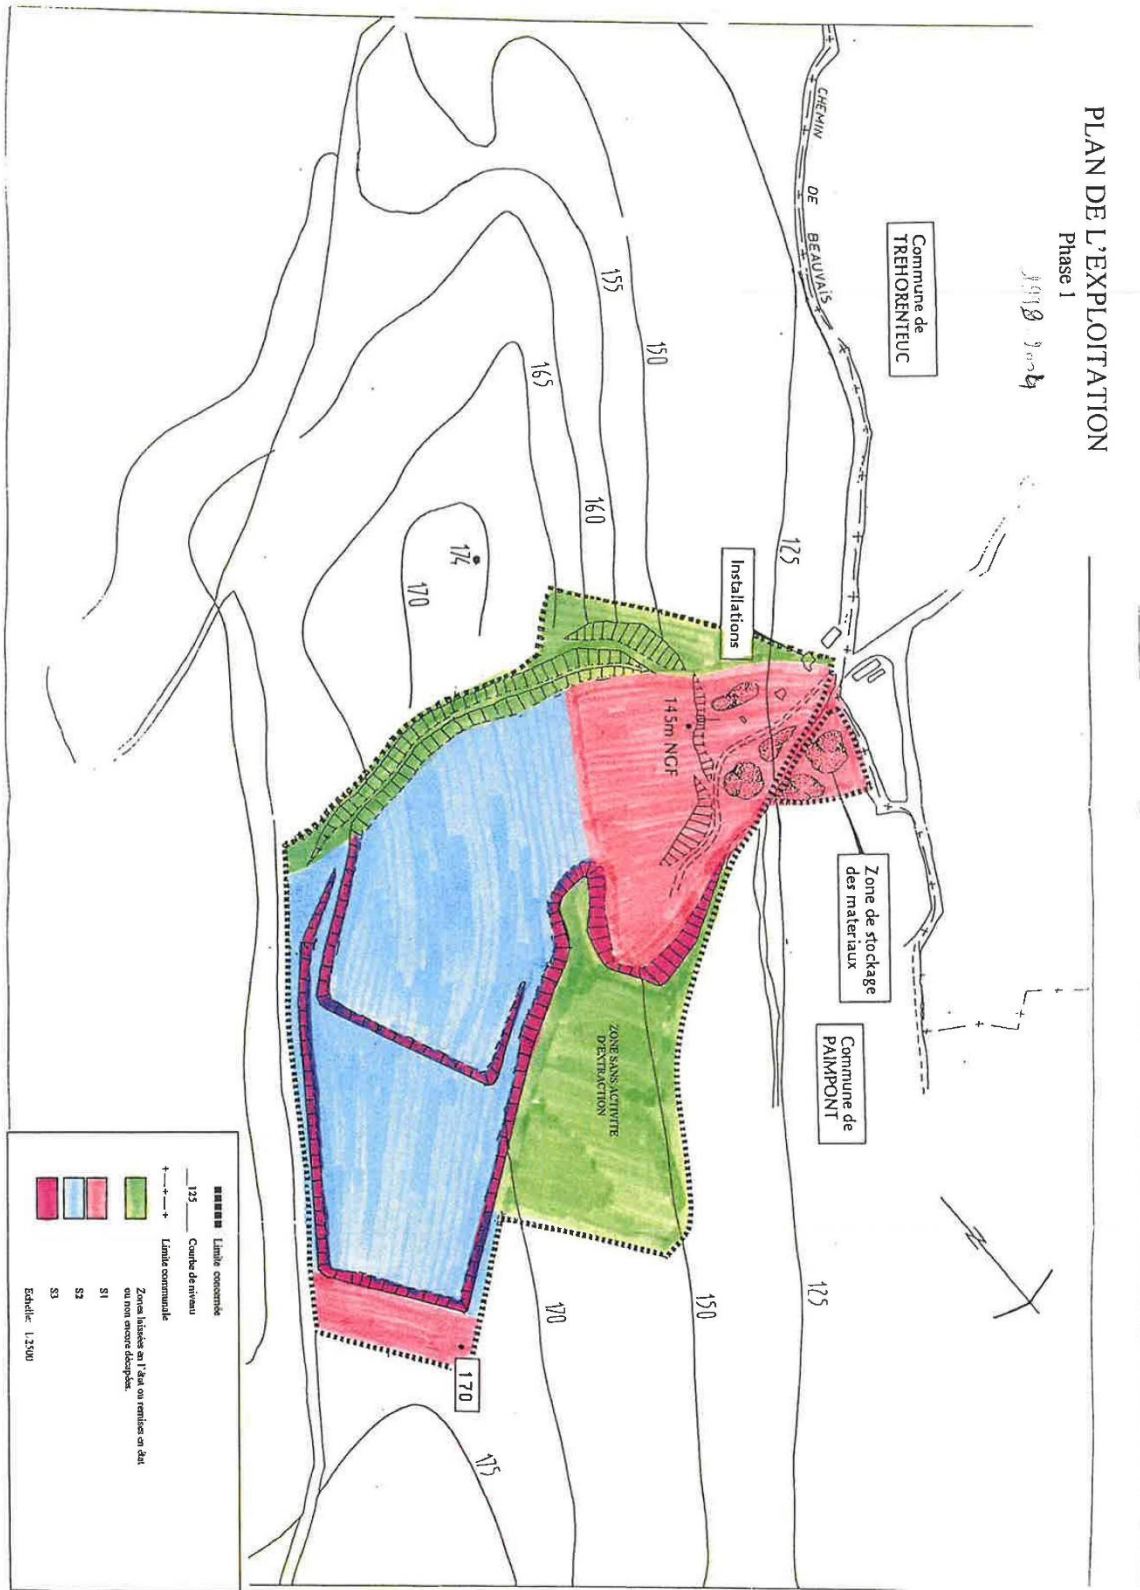 PLAN DE L'EXPLOITATION
Phase 1
Commune de
TREHORENTEUC
CHEMIN DE BEAUVAIS
Installations
Zone de stockage
des materiaux
Commune de
PAIMPONT
145m NGF
ZONE SANS ACTIVITE
D'EXTRACTION
150
155
160
165
170
174
125
125
150
170
170
175
N
Limite concernée
125 Courbe de niveau
+—+—+ Limite communale
Zones laissées en l'état ou remises en état
ou non encore décapées.
S1
S2
S3
Echelle: 1.2500